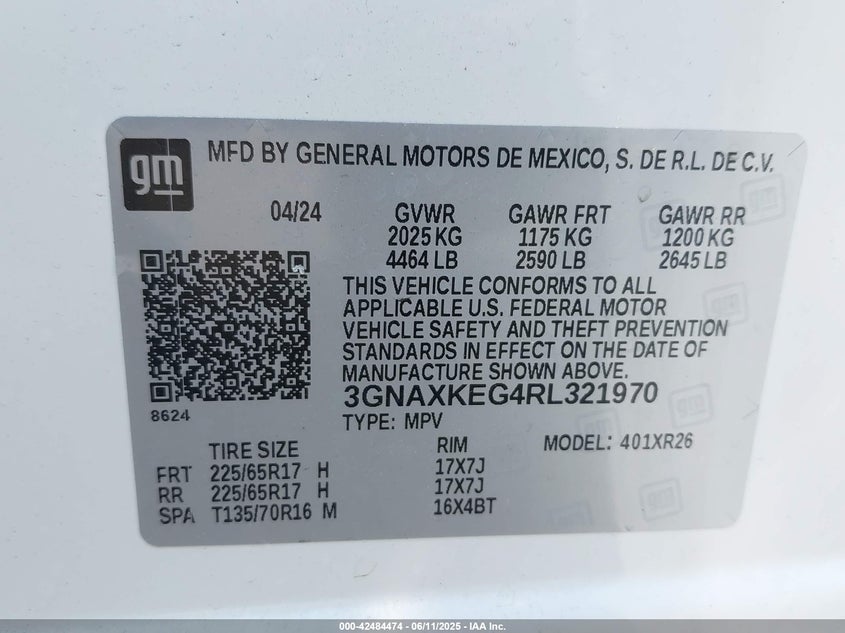 gm
MFD BY GENERAL MOTORS DE MEXICO, S. DE R.L. DE C.V.
04/24 GVWR GAWR FRT GAWR RR
2025 KG 1175 KG 1200 KG
4464 LB 2590 LB 2645 LB
THIS VEHICLE CONFORMS TO ALL
APPLICABLE U.S. FEDERAL MOTOR
VEHICLE SAFETY AND THEFT PREVENTION
STANDARDS IN EFFECT ON THE DATE OF
MANUFACTURE SHOWN ABOVE.
3GNAXKEG4RL321970
8624
TYPE: MPV
TIRE SIZE RIM MODEL: 401XR26
FRT 225/65R17 H 17X7J
RR 225/65R17 H 17X7J
SPA T135/70R16 M 16X4BT
000-42484474 - 06/11/2025 - IAA Inc.